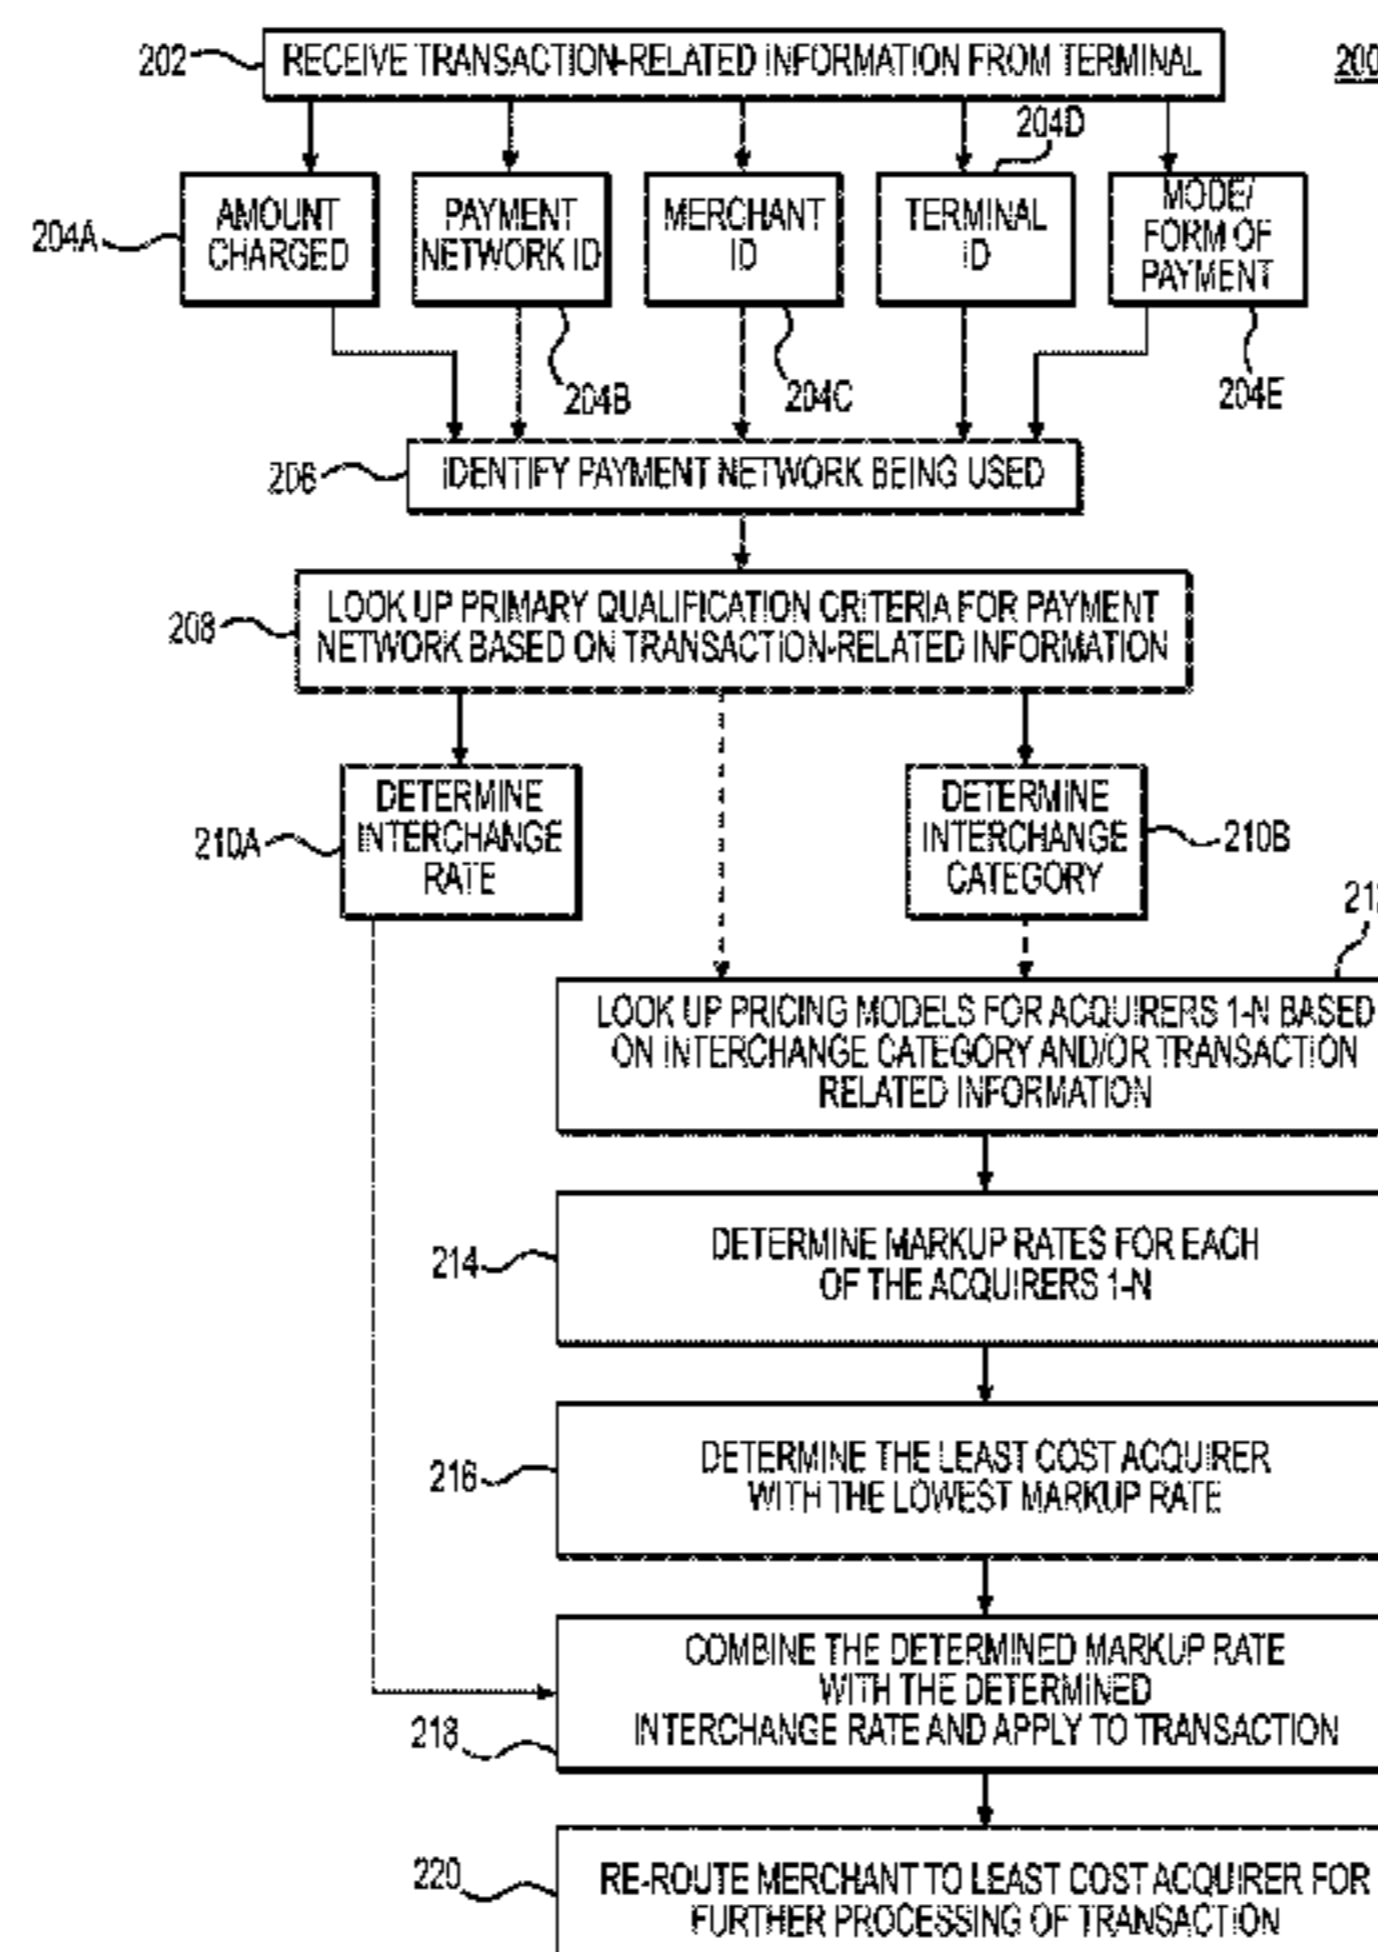 202
RECEIVE TRANSACTION-RELATED INFORMATION FROM TERMINAL
200
204D
204A
AMOUNT
CHARGED
PAYMENT
NETWORK ID
MERCHANT
ID
TERMINAL
ID
MODE/
FORM OF
PAYMENT
204B
204C
204E
206
IDENTIFY PAYMENT NETWORK BEING USED
208
LOOK UP PRIMARY QUALIFICATION CRITERIA FOR PAYMENT
NETWORK BASED ON TRANSACTION-RELATED INFORMATION
210A
DETERMINE
INTERCHANGE
RATE
DETERMINE
INTERCHANGE
CATEGORY
210B
LOOK UP PRICING MODELS FOR ACQUIRERS 1-N BASED
ON INTERCHANGE CATEGORY AND/OR TRANSACTION
RELATED INFORMATION
214
DETERMINE MARKUP RATES FOR EACH
OF THE ACQUIRERS 1-N
216
DETERMINE THE LEAST COST ACQUIRER
WITH THE LOWEST MARKUP RATE
218
COMBINE THE DETERMINED MARKUP RATE
WITH THE DETERMINED
INTERCHANGE RATE AND APPLY TO TRANSACTION
220
RE-ROUTE MERCHANT TO LEAST COST ACQUIRER FOR
FURTHER PROCESSING OF TRANSACTION